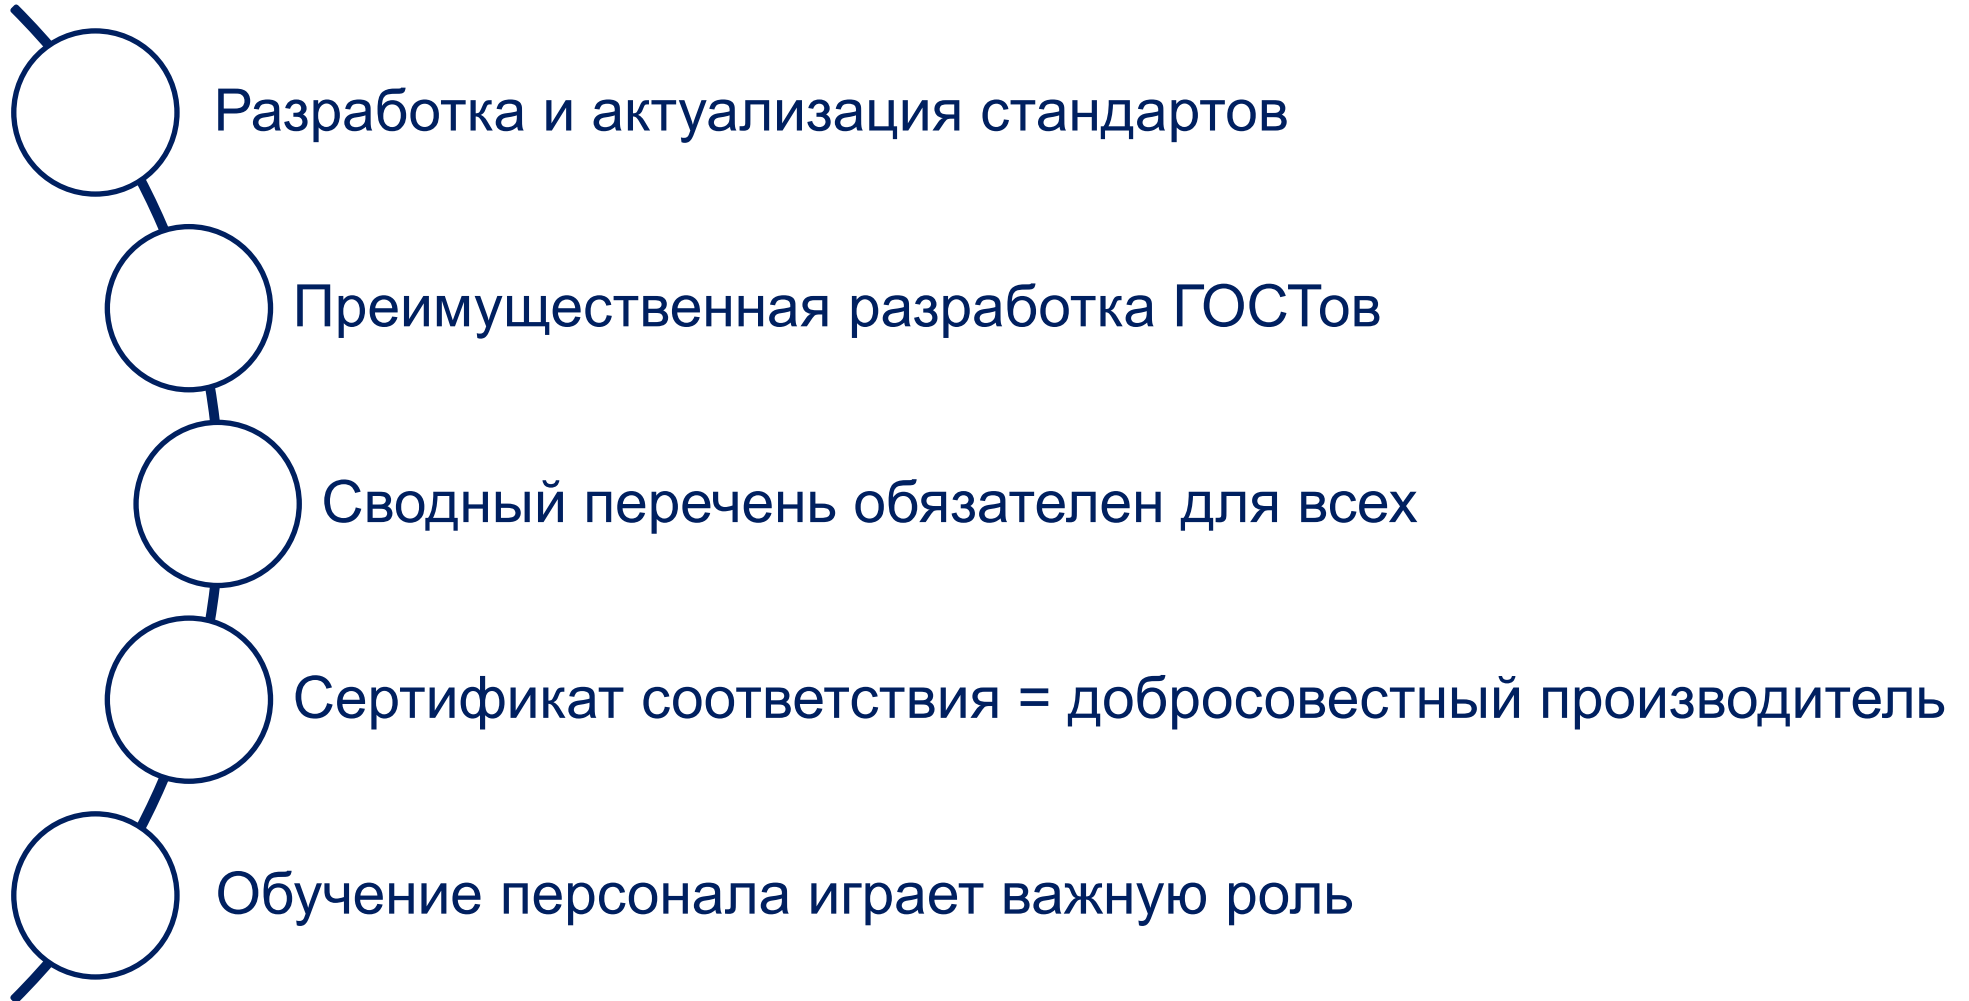 Разработка и актуализация стандартов
Преимущественная разработка ГОСТов
Сводный перечень обязателен для всех
Сертификат соответствия = добросовестный производитель
Обучение персонала играет важную роль